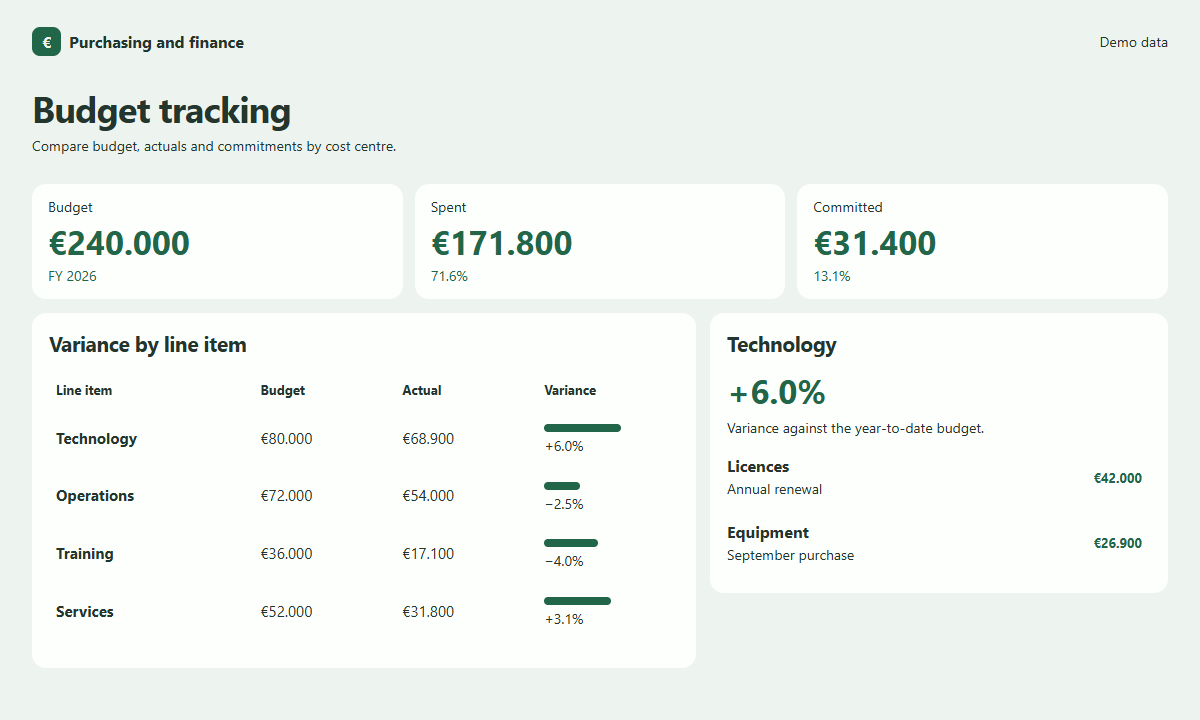 € Purchasing and finance
Demo data
Budget tracking
Compare budget, actuals and commitments by cost centre.
Budget
€240.000
FY 2026
Spent
€171.800
71.6%
Committed
€31.400
13.1%
Variance by line item
Line item Budget Actual Variance
Technology €80.000 €68.900 +6.0%
Operations €72.000 €54.000 −2.5%
Training €36.000 €17.100 −4.0%
Services €52.000 €31.800 +3.1%
Technology
+6.0%
Variance against the year-to-date budget.
Licences
Annual renewal
€42.000
Equipment
September purchase
€26.900